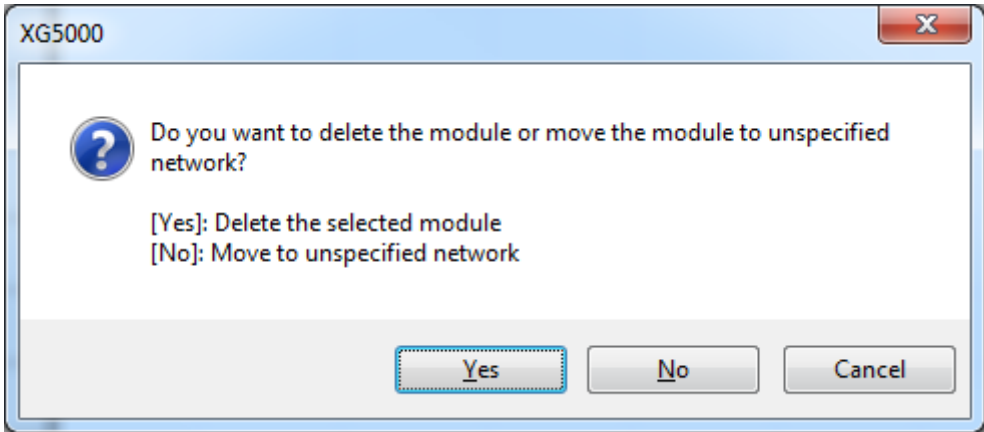 XG5000
Do you want to delete the module or move the module to unspecified
network?
[Yes]: Delete the selected module
[No]: Move to unspecified network
Yes
No
Cancel